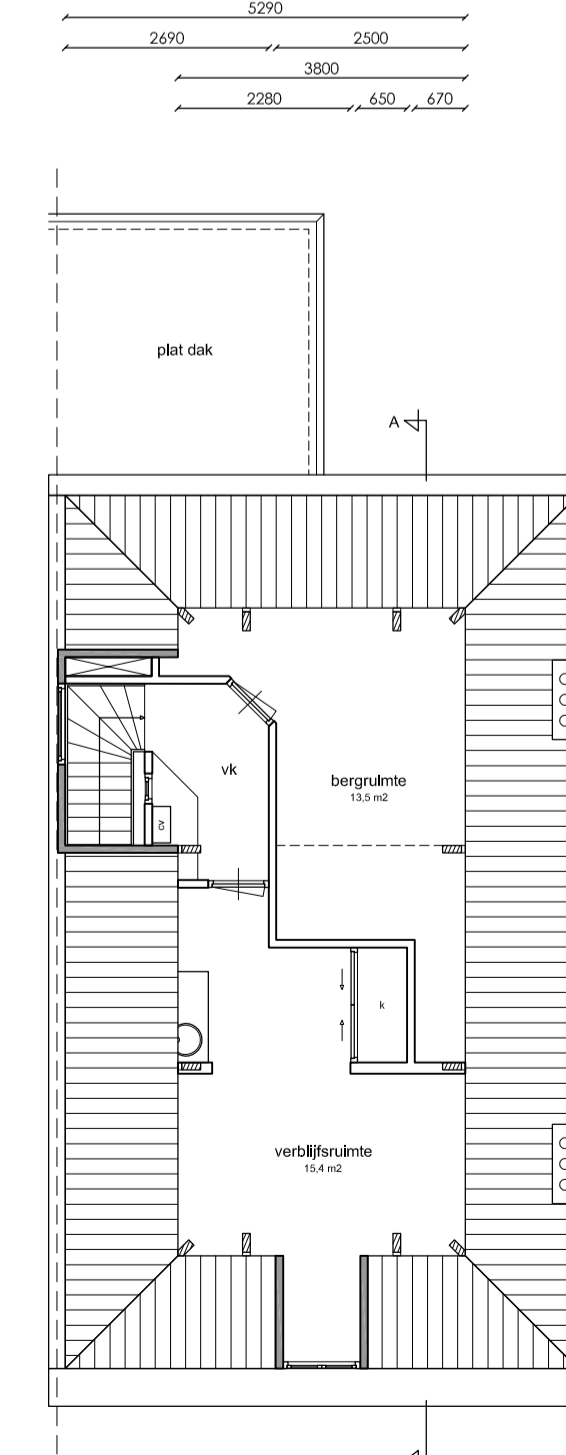 5290
2690 2500
3800
2280 650 670
plat dak
A
vk
bergruimte
13,5 m2
cv
k
verblijfsruimte
15,4 m2